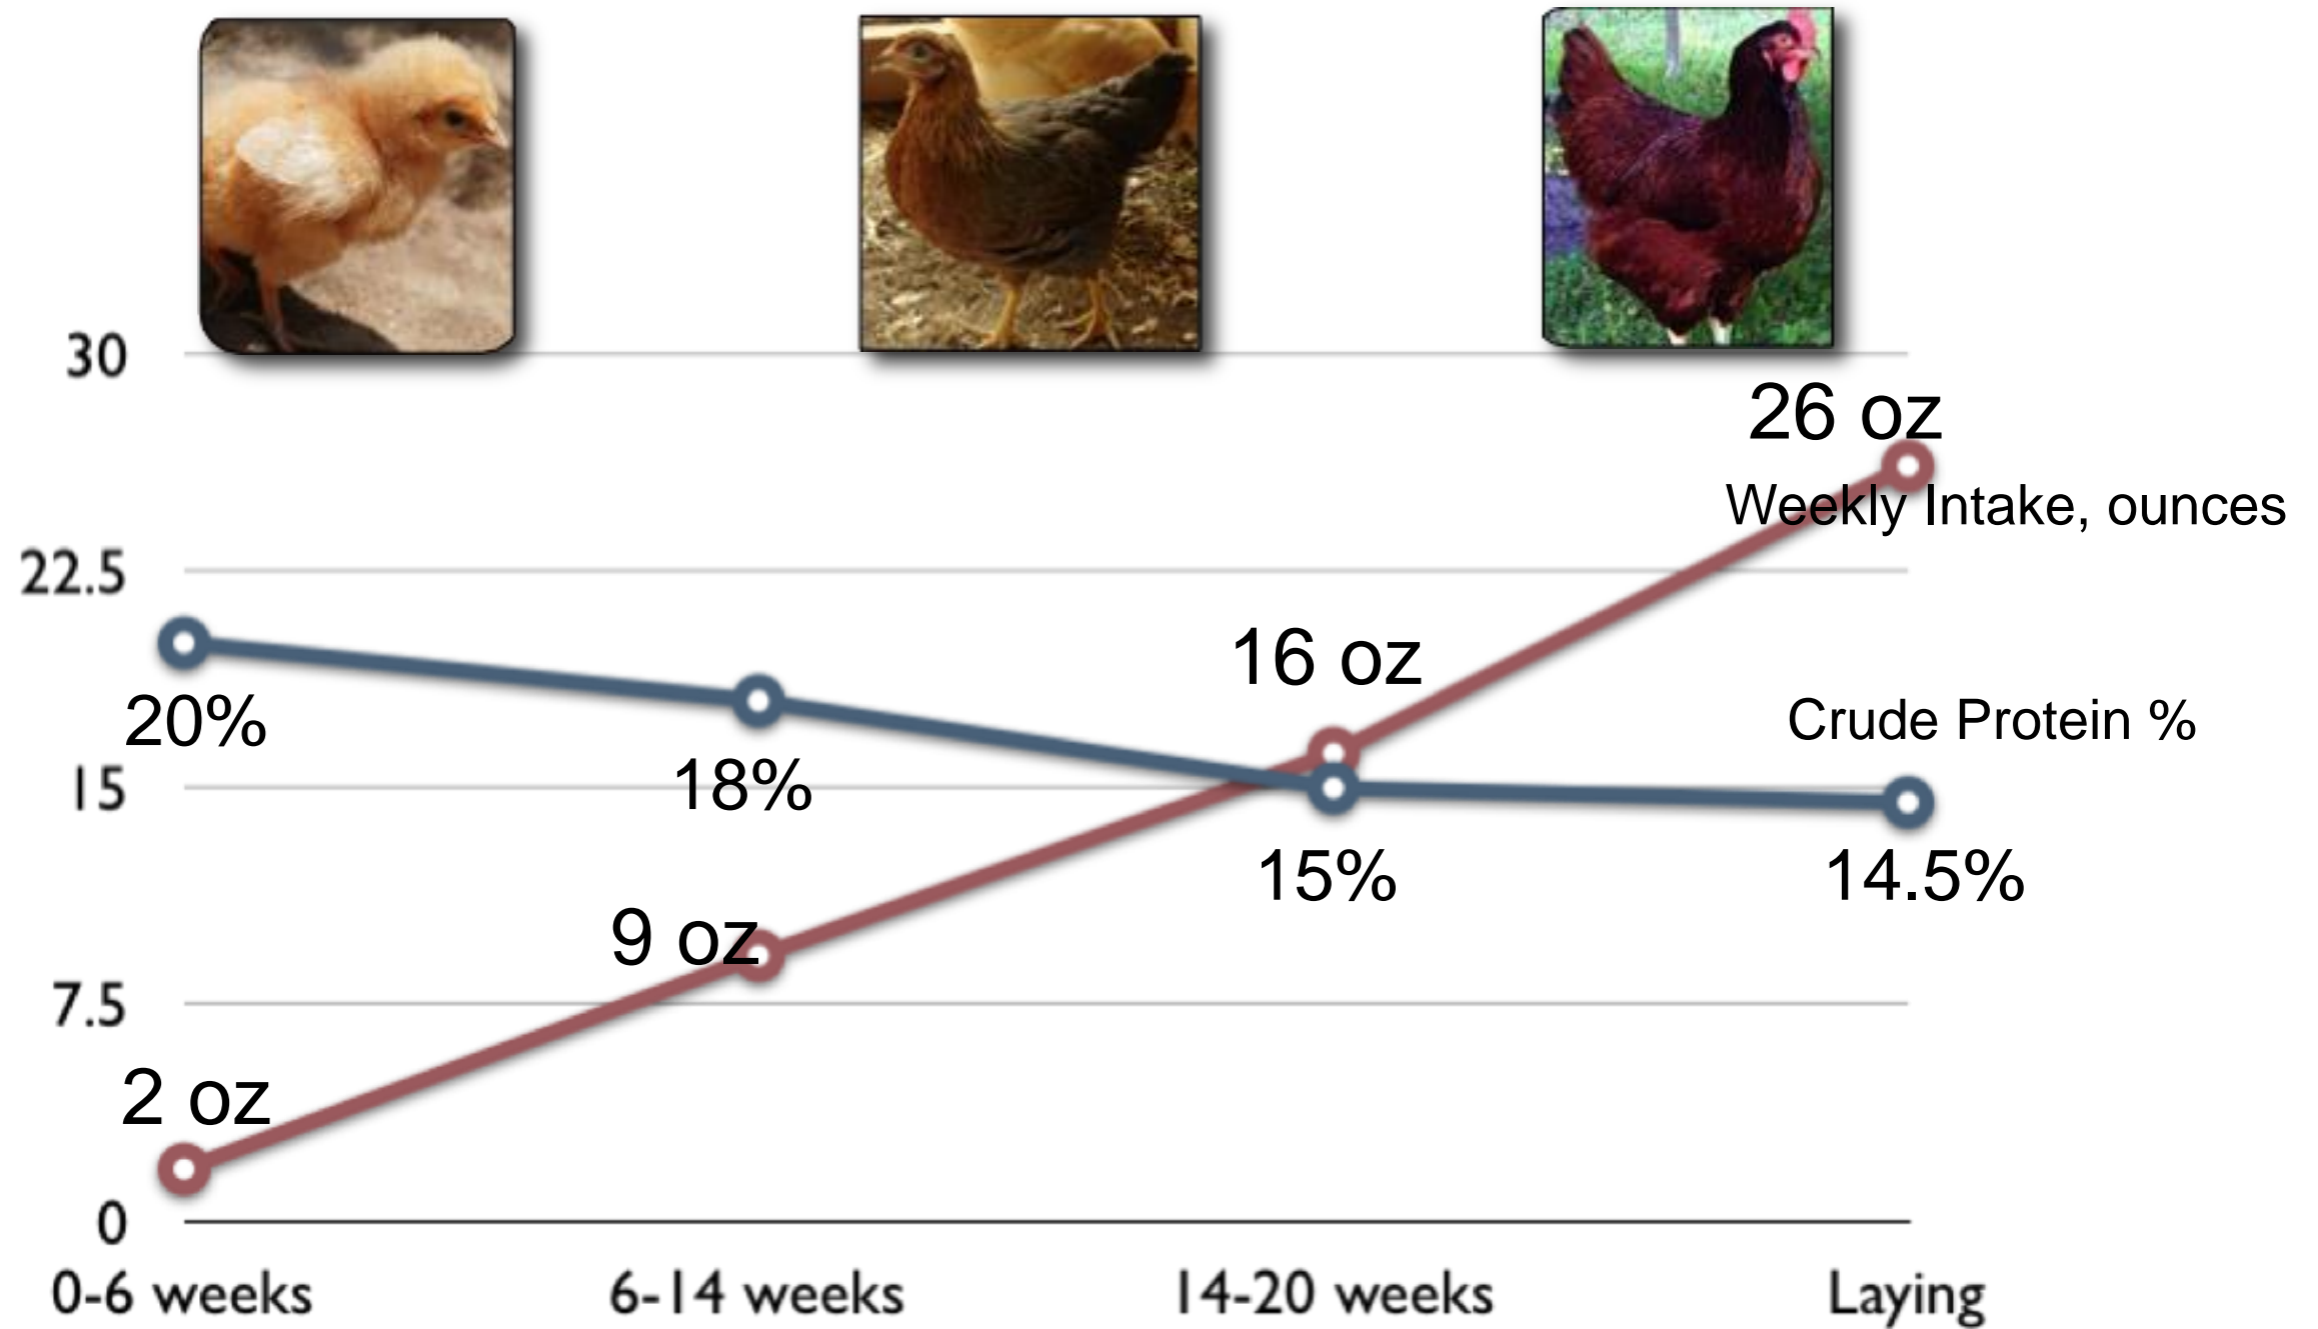 30
26 oz
Weekly Intake, ounces
22.5
16 oz
20%
Crude Protein %
18%
15
15%
14.5%
9 oz
7.5
2 oz
0
0-6 weeks
6-14 weeks
14-20 weeks
Laying